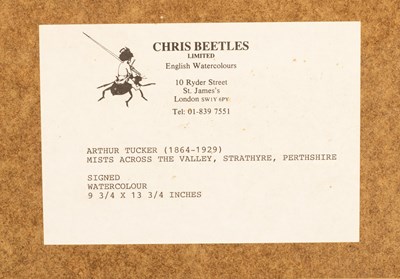 CHRIS BEETLES
LIMITED
English Watercolours
10 Ryder Street
St. James's
London SW1Y 6PY
Tel: 01-839 7551
ARTHUR TUCKER (1864-1929)
MISTS ACROSS THE VALLEY, STRATHYRE, PERTHSHIRE
SIGNED
WATERCOLOUR
9 3/4 X 13 3/4 INCHES